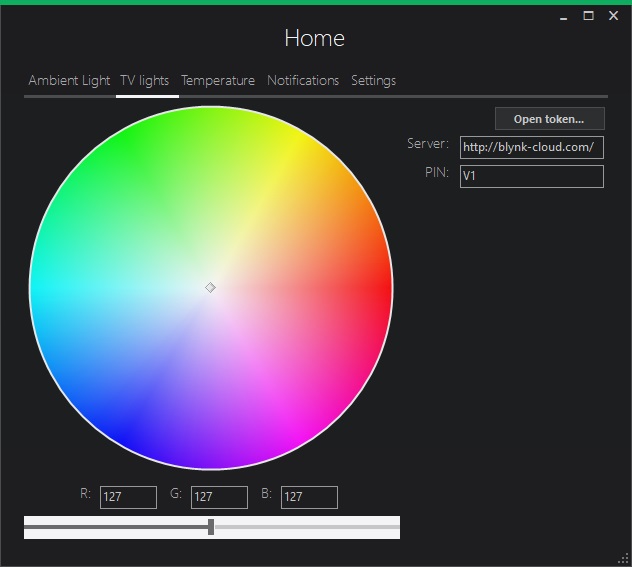 Home
Ambient Light TV lights Temperature Notifications Settings
Open token...
Server: http://blynk-cloud.com/
PIN: V1
R: 127 G: 127 B: 127